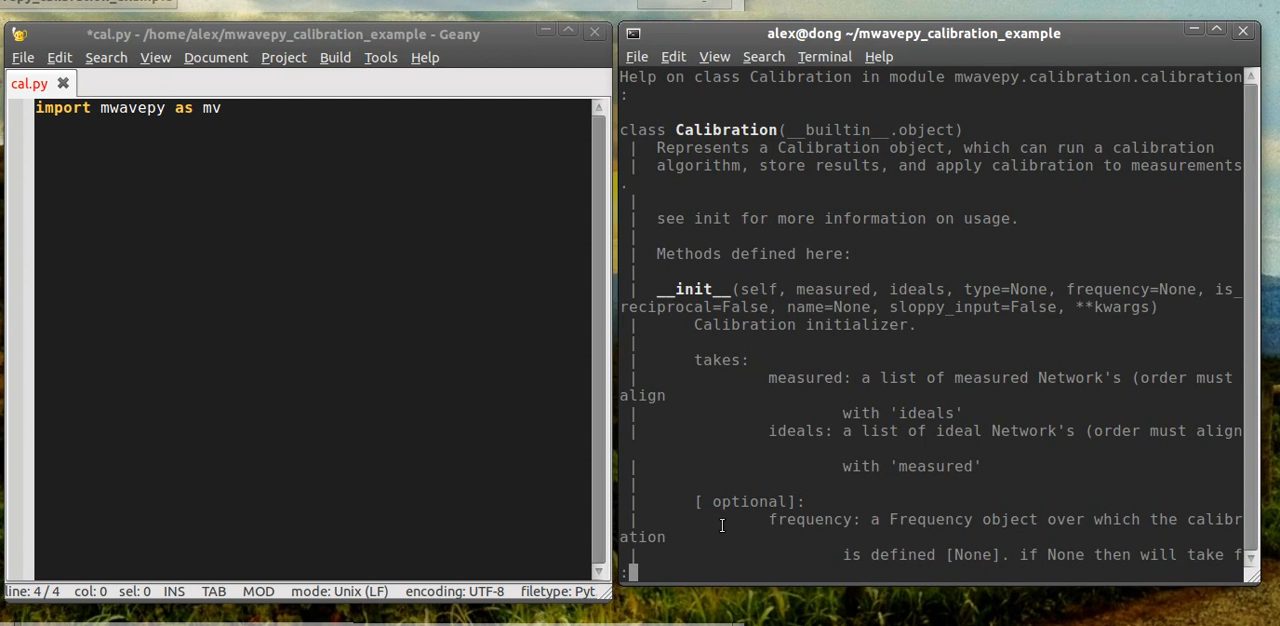 *cal.py - /home/alex/mwavepy_calibration_example - Geany
File Edit Search View Document Project Build Tools Help
cal.py
import mwavepy as mv
line: 4 / 4 col: 0 sel: 0 INS TAB MOD mode: Unix (LF) encoding: UTF-8 filetype: Pyt
alex@dong ~/mwavepy_calibration_example
File Edit View Search Terminal Help
Help on class Calibration in module mwavepy.calibration.calibration
:
class Calibration(__builtin__.object)
 |  Represents a Calibration object, which can run a calibration
 |  algorithm, store results, and apply calibration to measurements
.
 |
 |  see init for more information on usage.
 |
 |  Methods defined here:
 |
 |  __init__(self, measured, ideals, type=None, frequency=None, is_
reciprocal=False, name=None, sloppy_input=False, **kwargs)
 |      Calibration initializer.
 |
 |      takes:
 |              measured: a list of measured Network's (order must
align
 |                      with 'ideals'
 |              ideals: a list of ideal Network's (order must align
 |                      with 'measured'
 |
 |      [ optional]:
 |              frequency: a Frequency object over which the calibr
ation
 |                      is defined [None]. if None then will take f
: